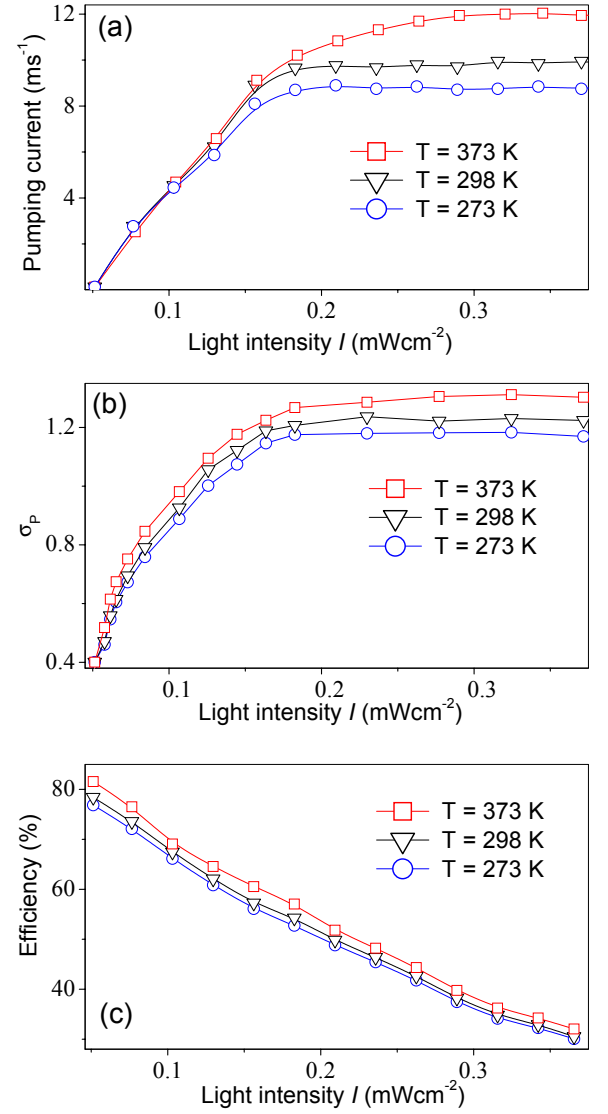 (a)
12
8
4
Pumping current (ms⁻¹)
T = 373 K
T = 298 K
T = 273 K
0.1 0.2 0.3
Light intensity I (mWcm⁻²)
(b)
1.2
0.8
0.4
σP
T = 373 K
T = 298 K
T = 273 K
0.1 0.2 0.3
Light intensity I (mWcm⁻²)
80
60
40
Efficiency (%)
T = 373 K
T = 298 K
T = 273 K
(c)
0.1 0.2 0.3
Light intensity I (mWcm⁻²)